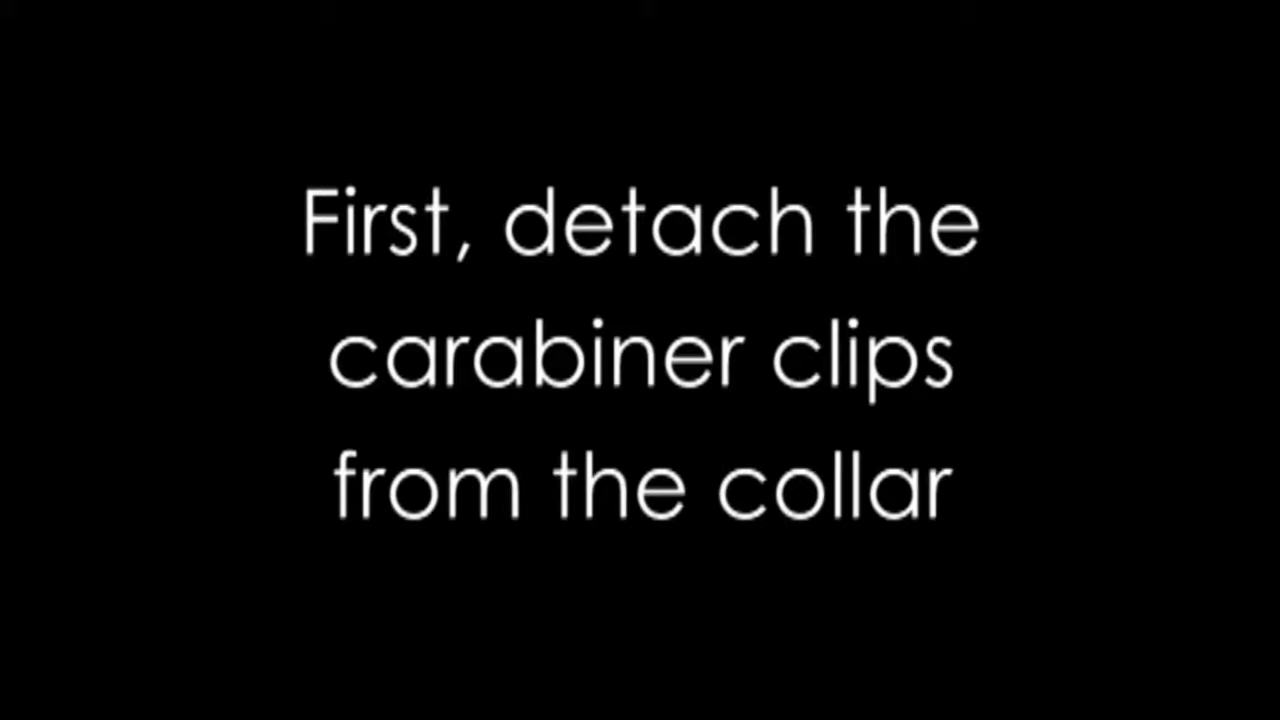 First, detach the
carabiner clips
from the collar